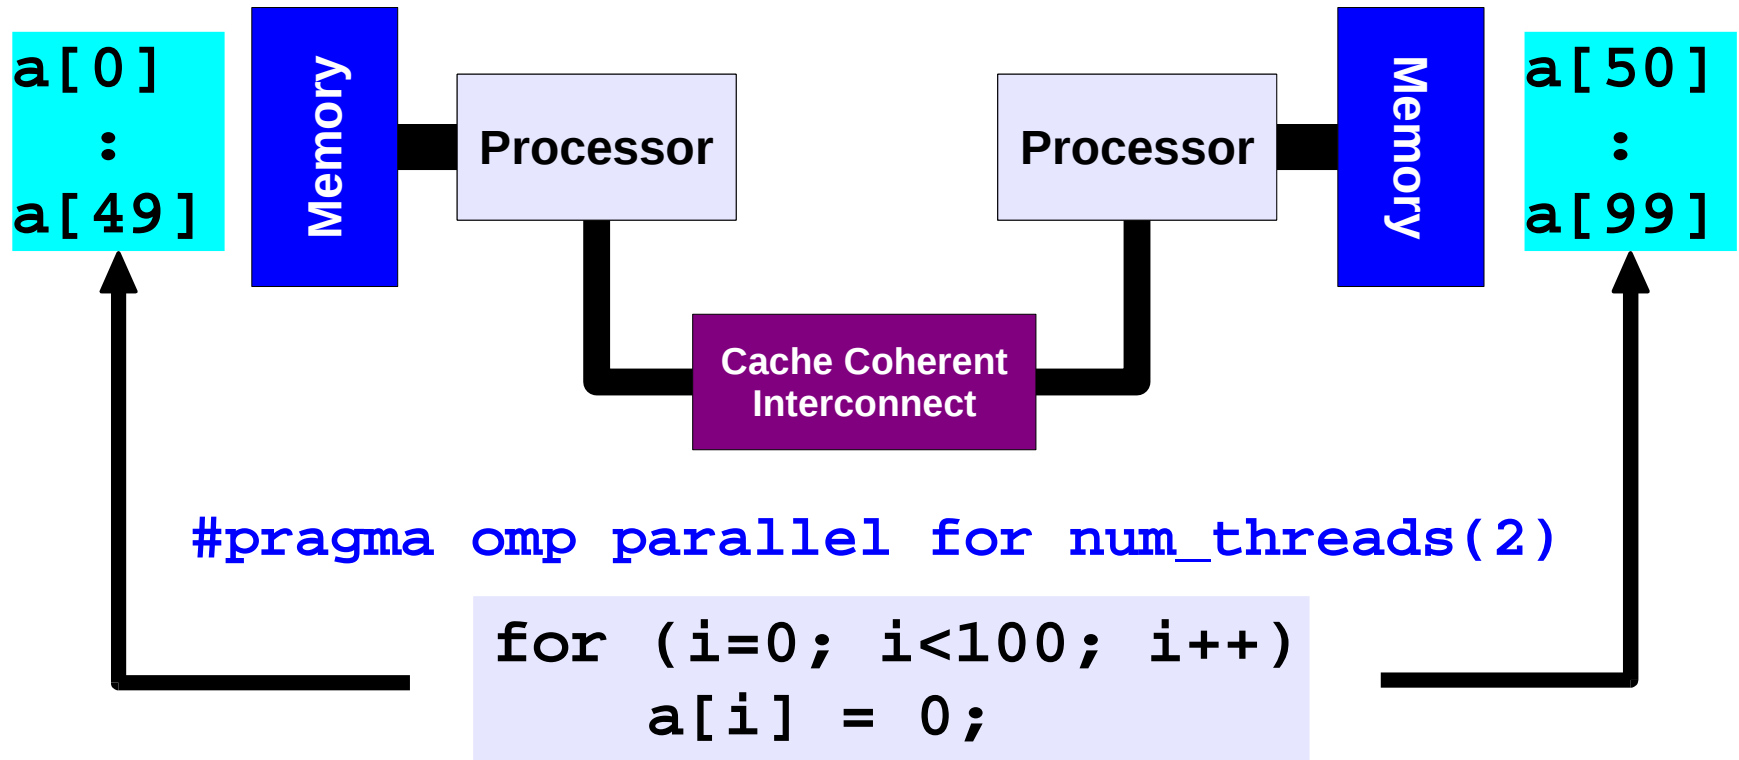 a[0]
:
a[49]
Memory
Processor
Processor
Memory
a[50]
:
a[99]
Cache Coherent
Interconnect
#pragma omp parallel for num_threads(2)
for (i=0; i<100; i++)
a[i] = 0;